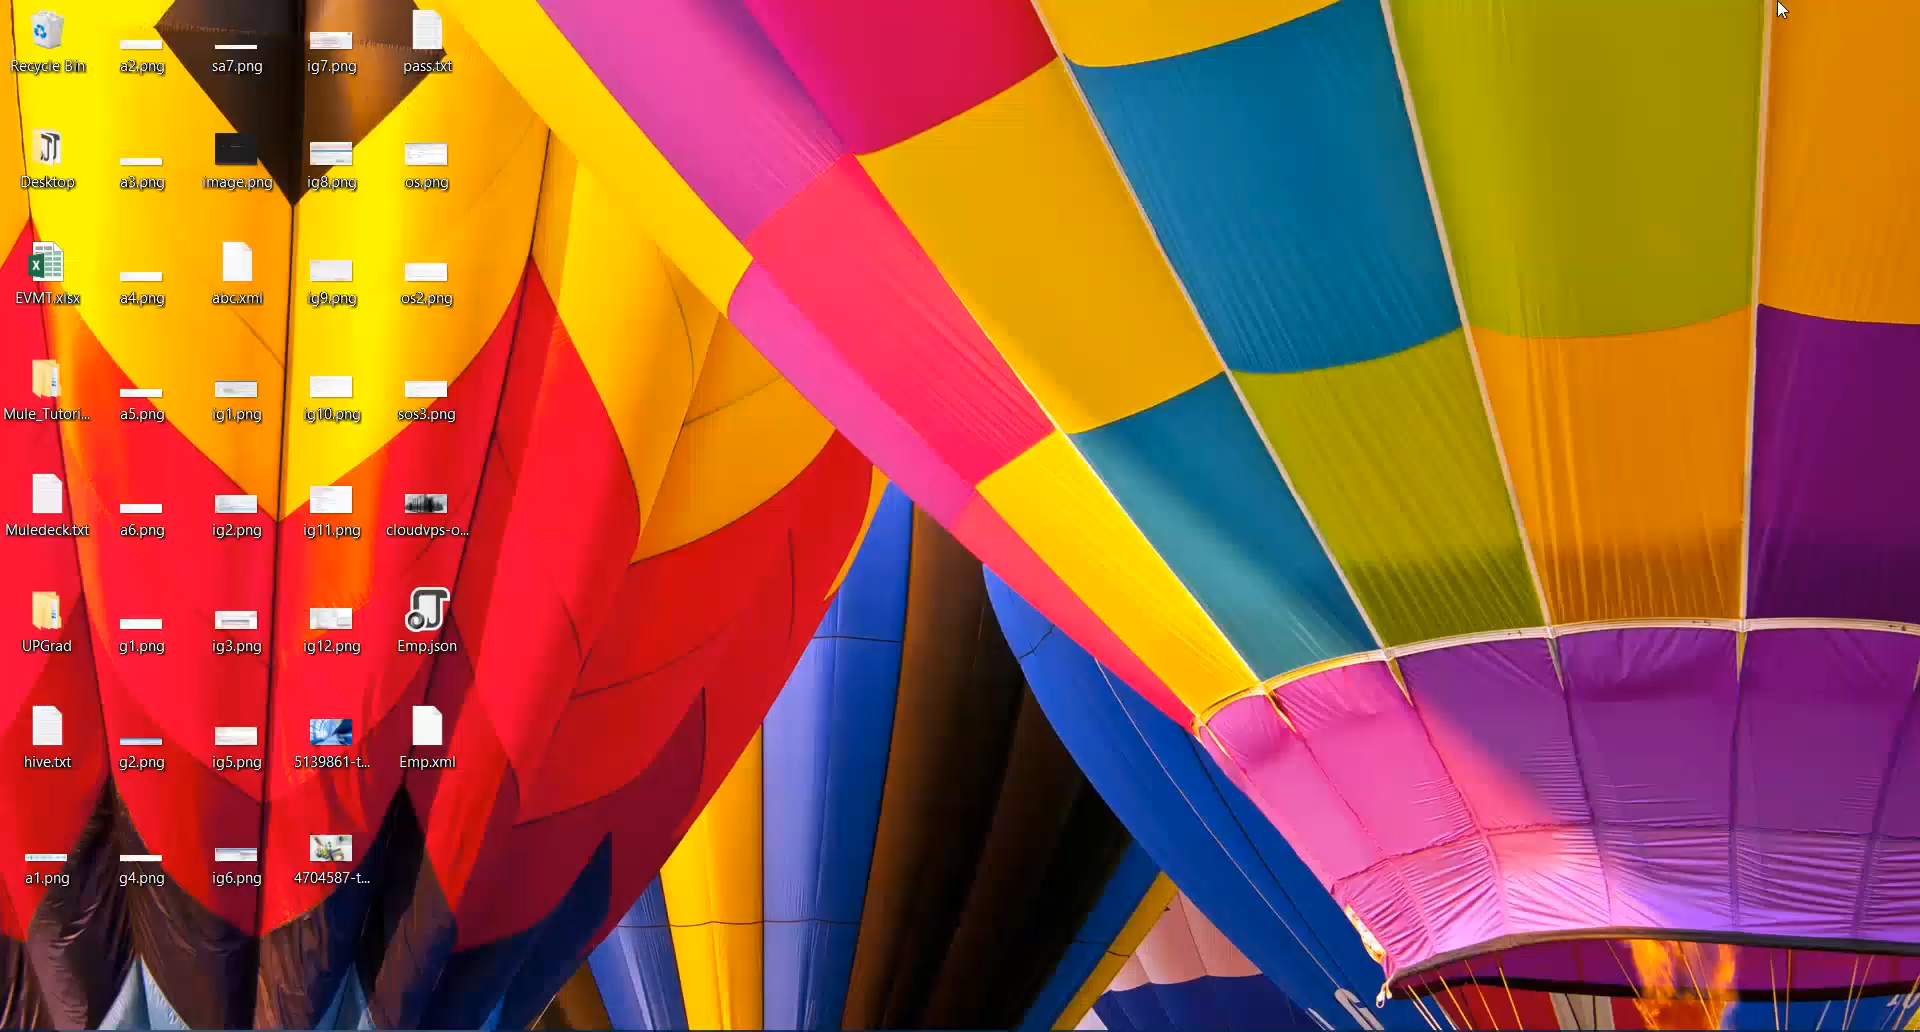 Recycle Bin
a2.png
sa7.png
ig7.png
pass.txt
Desktop
a3.png
image.png
ig8.png
os.png
EVMT.xlsx
a4.png
abc.xml
ig9.png
os2.png
Mule_Tutori...
a5.png
ig1.png
ig10.png
sos3.png
Muledeck.txt
a6.png
ig2.png
ig11.png
cloudvps-o...
UPGrad
g1.png
ig3.png
ig12.png
Emp.json
hive.txt
g2.png
ig5.png
5139861-t...
Emp.xml
a1.png
g4.png
ig6.png
4704587-t...